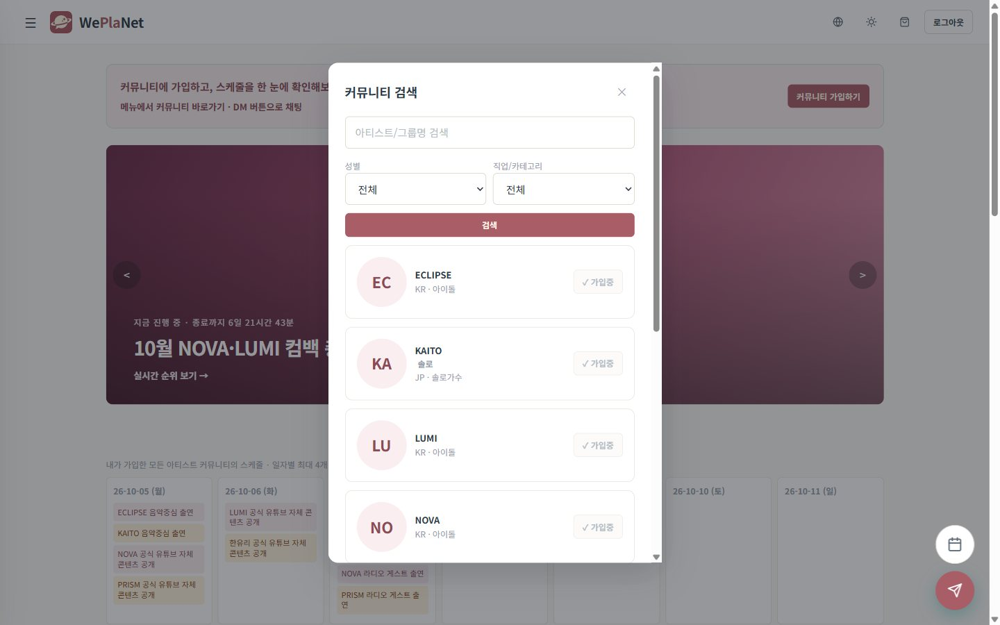 WePlaNet
로그아웃
커뮤니티에 가입하고, 스케줄을 한 눈에 확인해보
메뉴에서 커뮤니티 바로가기 · DM 버튼으로 채팅
커뮤니티 가입하기
<
>
지금 진행 중 · 종료까지 6일 21시간 43분
10월 NOVA·LUMI 컴백
실시간 순위 보기 →
커뮤니티 검색
아티스트/그룹명 검색
성별
직업/카테고리
전체
전체
검색
EC
ECLIPSE
KR · 아이돌
✓ 가입중
KA
KAITO
솔로
JP · 솔로가수
✓ 가입중
LU
LUMI
KR · 아이돌
✓ 가입중
NO
NOVA
KR · 아이돌
✓ 가입중
내가 가입한 모든 아티스트 커뮤니티의 스케줄 · 일자별 최대 4개
26-10-05 (월)
ECLIPSE 음악중심 출연
KAITO 음악중심 출연
NOVA 공식 유튜브 자체
콘텐츠 공개
PRISM 공식 유튜브 자체
콘텐츠 공개
26-10-06 (화)
LUMI 공식 유튜브 자체 콘
텐츠 공개
한유리 공식 유튜브 자체
콘텐츠 공개
NOVA 라디오 게스트 출연
PRISM 라디오 게스트 출
연
26-10-10 (토)
26-10-11 (일)